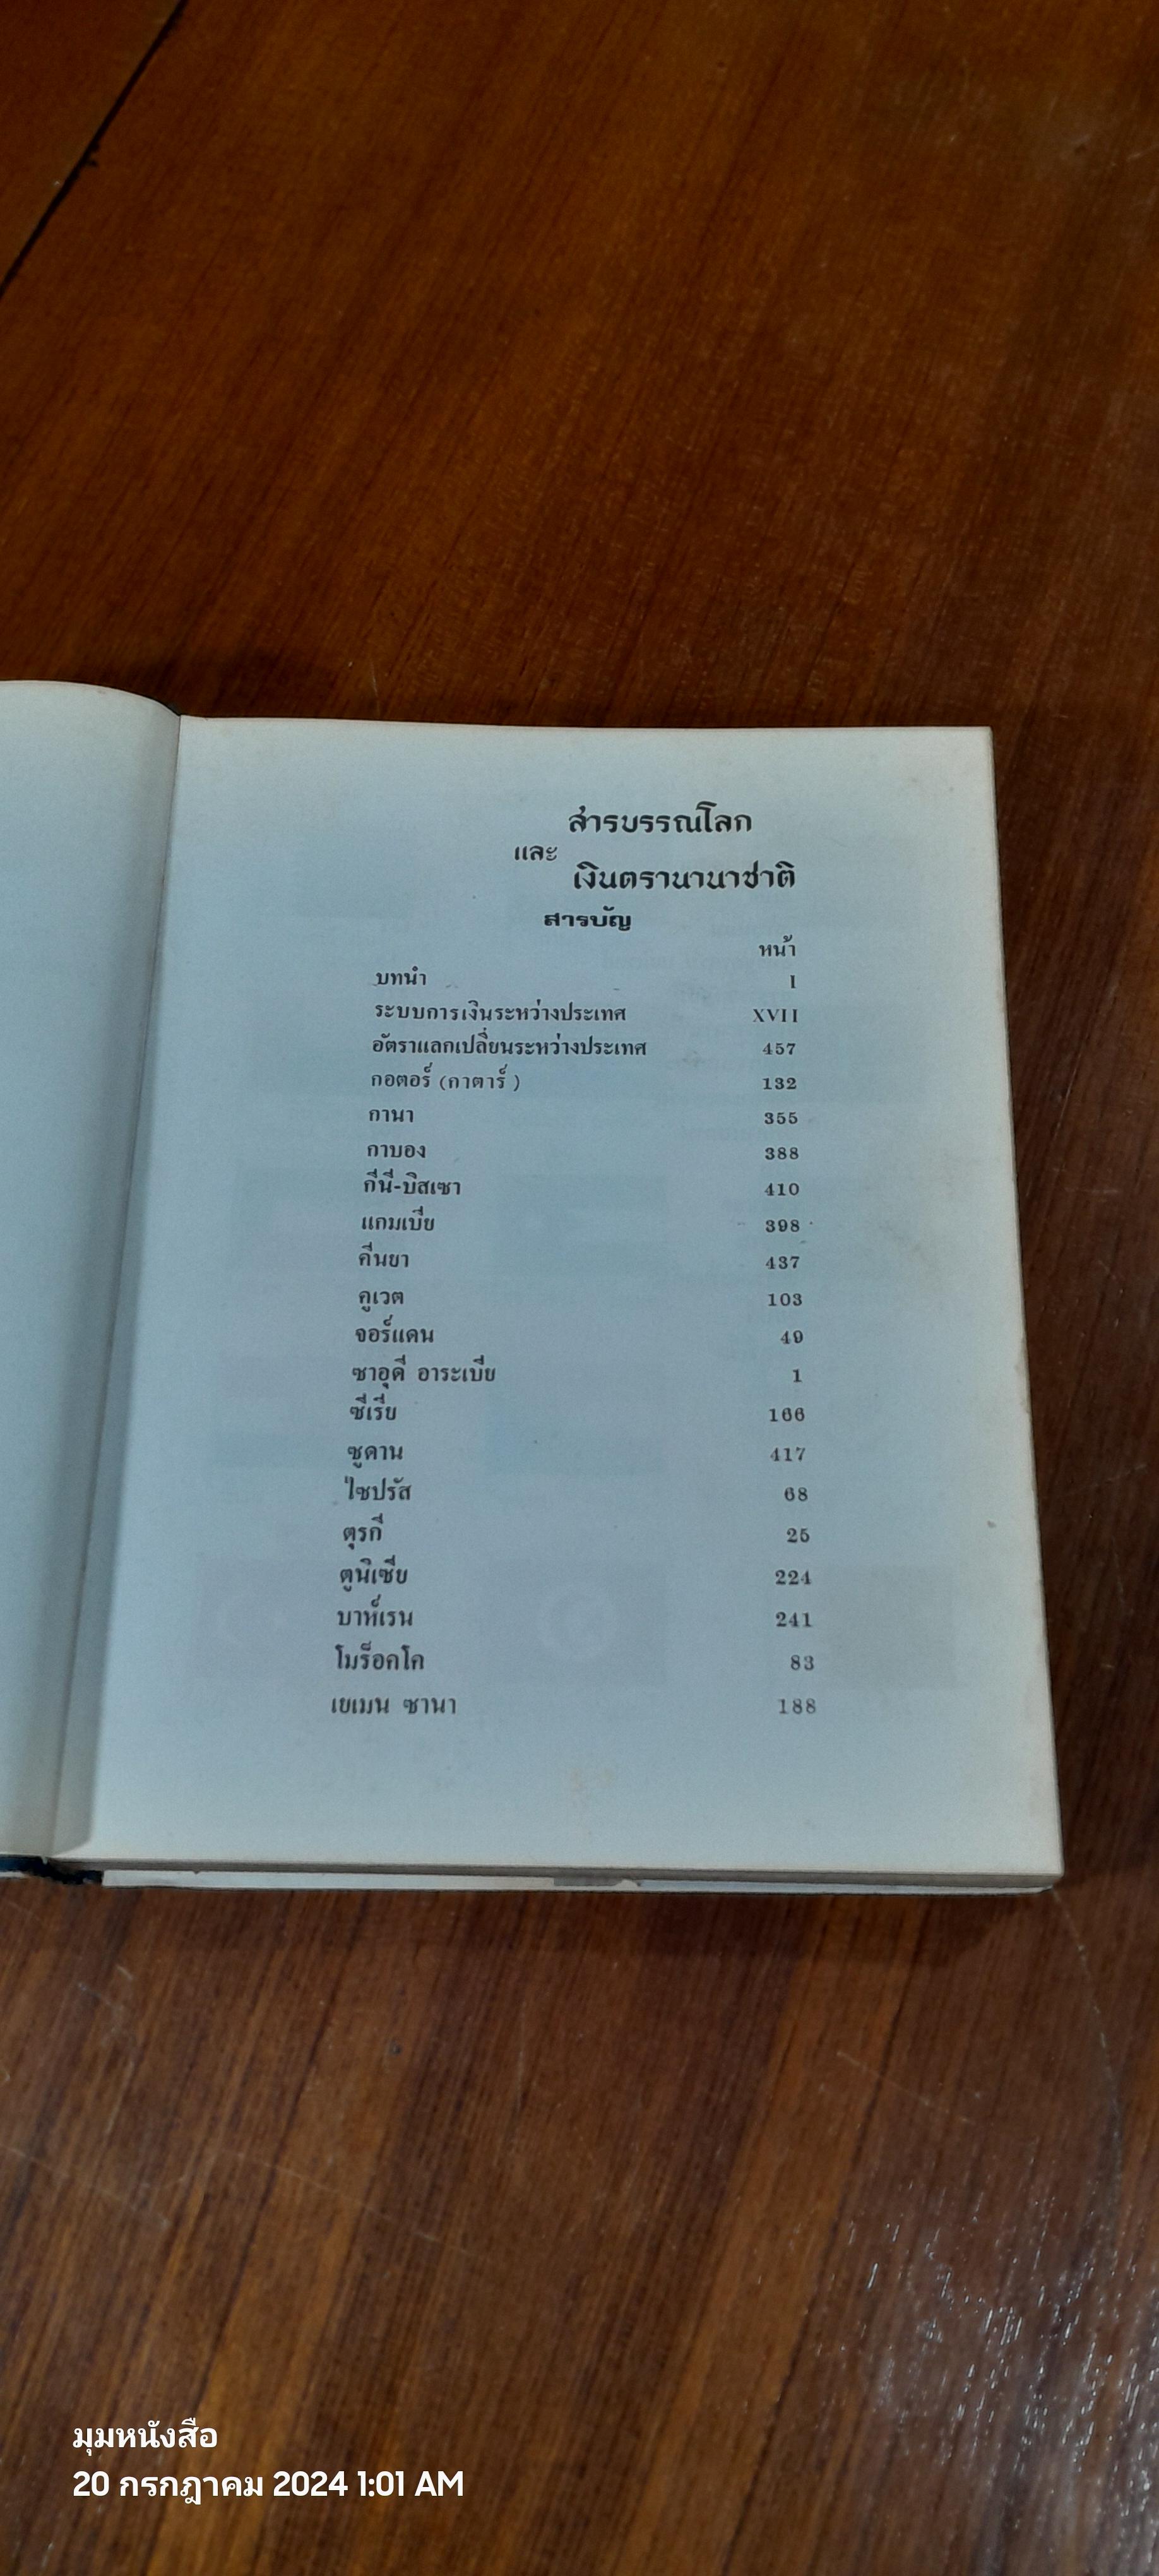 สารบรรณโลก
และ
เงินตรานานาชาติ
สารบัญ
หน้า
บทนำ I
ระบบการเงินระหว่างประเทศ XVII
อัตราแลกเปลี่ยนระหว่างประเทศ 457
กอตอร์ (กาตาร์) 132
กานา 355
กาบอง 388
กีนี-บิสเซา 410
แกมเบีย 398
คีนยา 437
คูเวต 103
จอร์แดน 49
ซาอุดี อาระเบีย 1
ซีเรีย 166
ซูดาน 417
ไซปรัส 68
ตุรกี 25
ตูนิเซีย 224
บาห์เรน 241
โมร็อคโค 83
เยเมน ซานา 188
มุมหนังสือ
20 กรกฎาคม 2024 1:01 AM